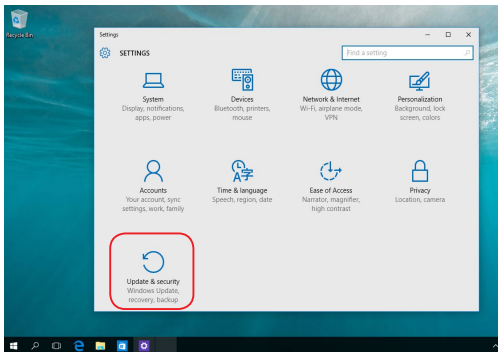 Recycle Bin
Settings
SETTINGS
Find a setting
System
Display, notifications,
apps, power
Devices
Bluetooth, printers,
mouse
Network & Internet
Wi-Fi, airplane mode,
VPN
Personalization
Background, lock
screen, colors
Accounts
Your account, sync
settings, work, family
Time & language
Speech, region, date
Ease of Access
Narrator, magnifier,
high contrast
Privacy
Location, camera
Update & security
Windows Update,
recovery, backup